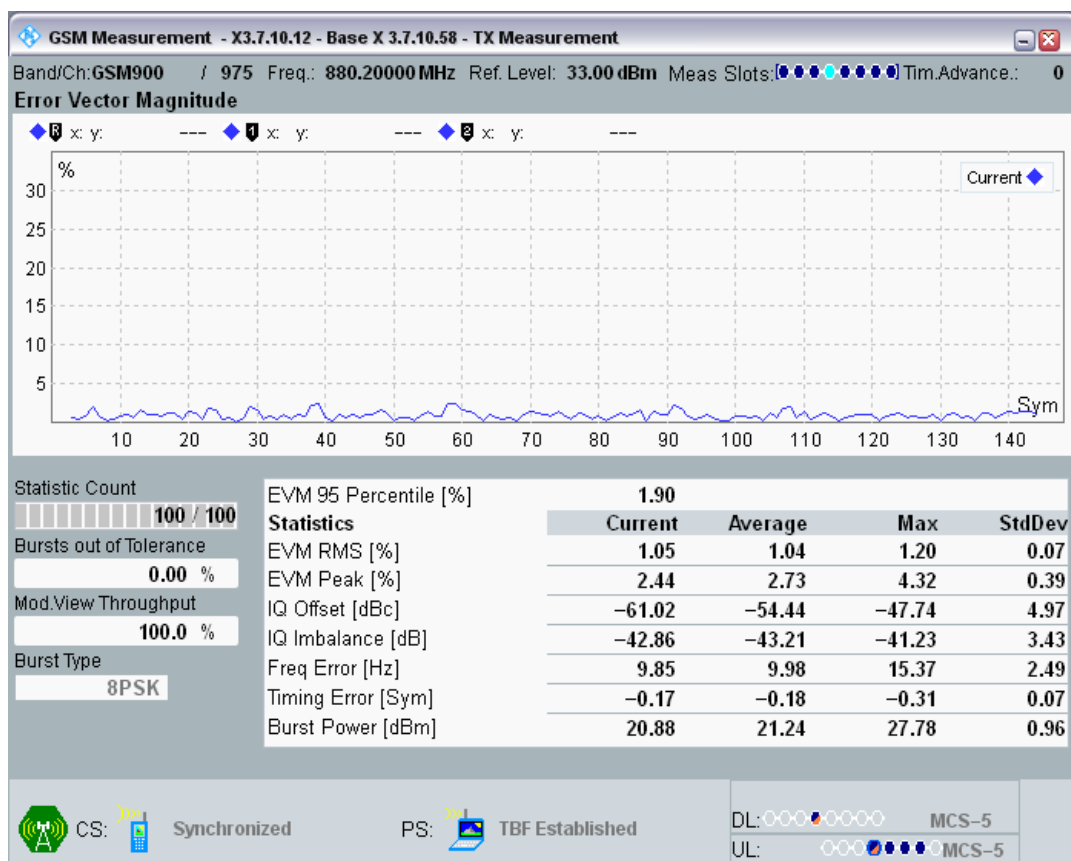 GSM Measurement - X3.7.10.12 - Base X 3.7.10.58 - TX Measurement
Band/Ch:GSM900 / 975 Freq.: 880.20000 MHz Ref. Level: 33.00 dBm Meas Slots: Tim.Advance.: 0
Error Vector Magnitude
R x: y: --- 1 x: y: --- 2 x: y: ---
%
Current
30
25
20
15
10
5
Sym
10 20 30 40 50 60 70 80 90 100 110 120 130 140
Statistic Count
100 / 100
Bursts out of Tolerance
0.00 %
Mod.View Throughput
100.0 %
Burst Type
8PSK
EVM 95 Percentile [%] 1.90
Statistics Current Average Max StdDev
EVM RMS [%] 1.05 1.04 1.20 0.07
EVM Peak [%] 2.44 2.73 4.32 0.39
IQ Offset [dBc] −61.02 −54.44 −47.74 4.97
IQ Imbalance [dB] −42.86 −43.21 −41.23 3.43
Freq Error [Hz] 9.85 9.98 15.37 2.49
Timing Error [Sym] −0.17 −0.18 −0.31 0.07
Burst Power [dBm] 20.88 21.24 27.78 0.96
CS: Synchronized PS: TBF Established
DL: MCS−5
UL: MCS−5